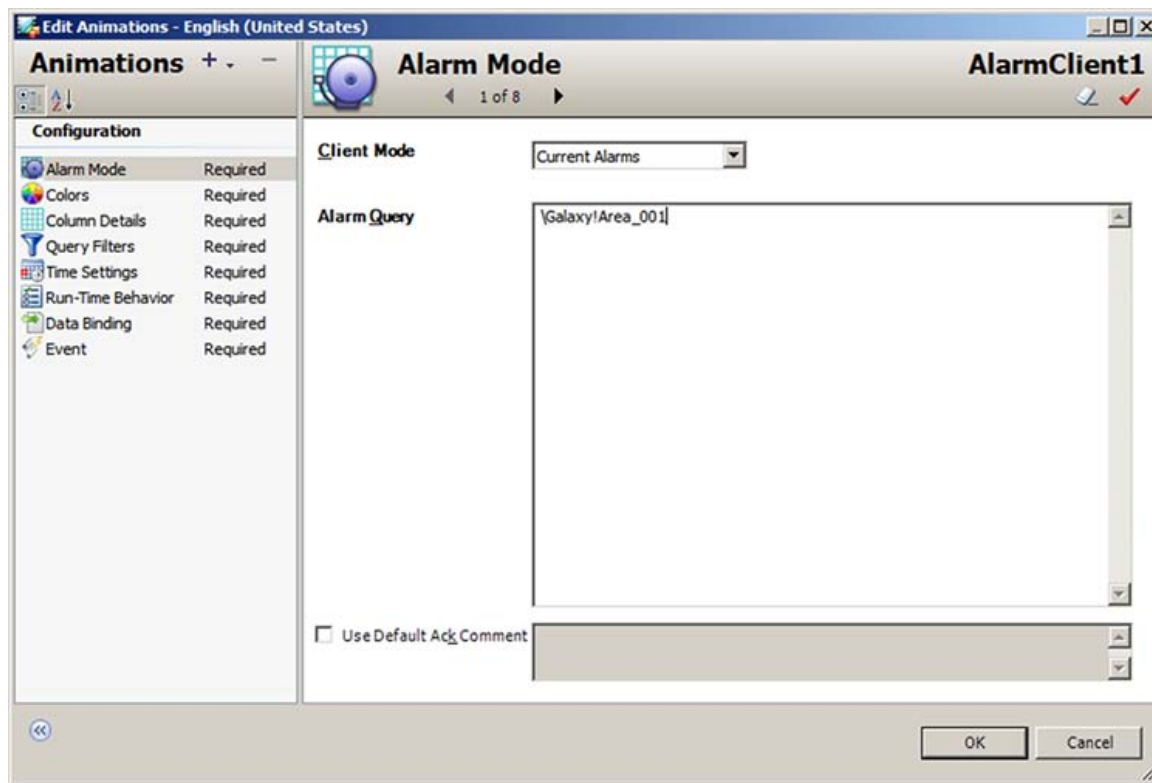 Edit Animations - English (United States)
Animations
Configuration
Alarm Mode Required
Colors Required
Column Details Required
Query Filters Required
Time Settings Required
Run-Time Behavior Required
Data Binding Required
Event Required
Alarm Mode
1 of 8
AlarmClient1
Client Mode
Current Alarms
Alarm Query
\Galaxy!Area_001
Use Default Ack Comment
OK
Cancel